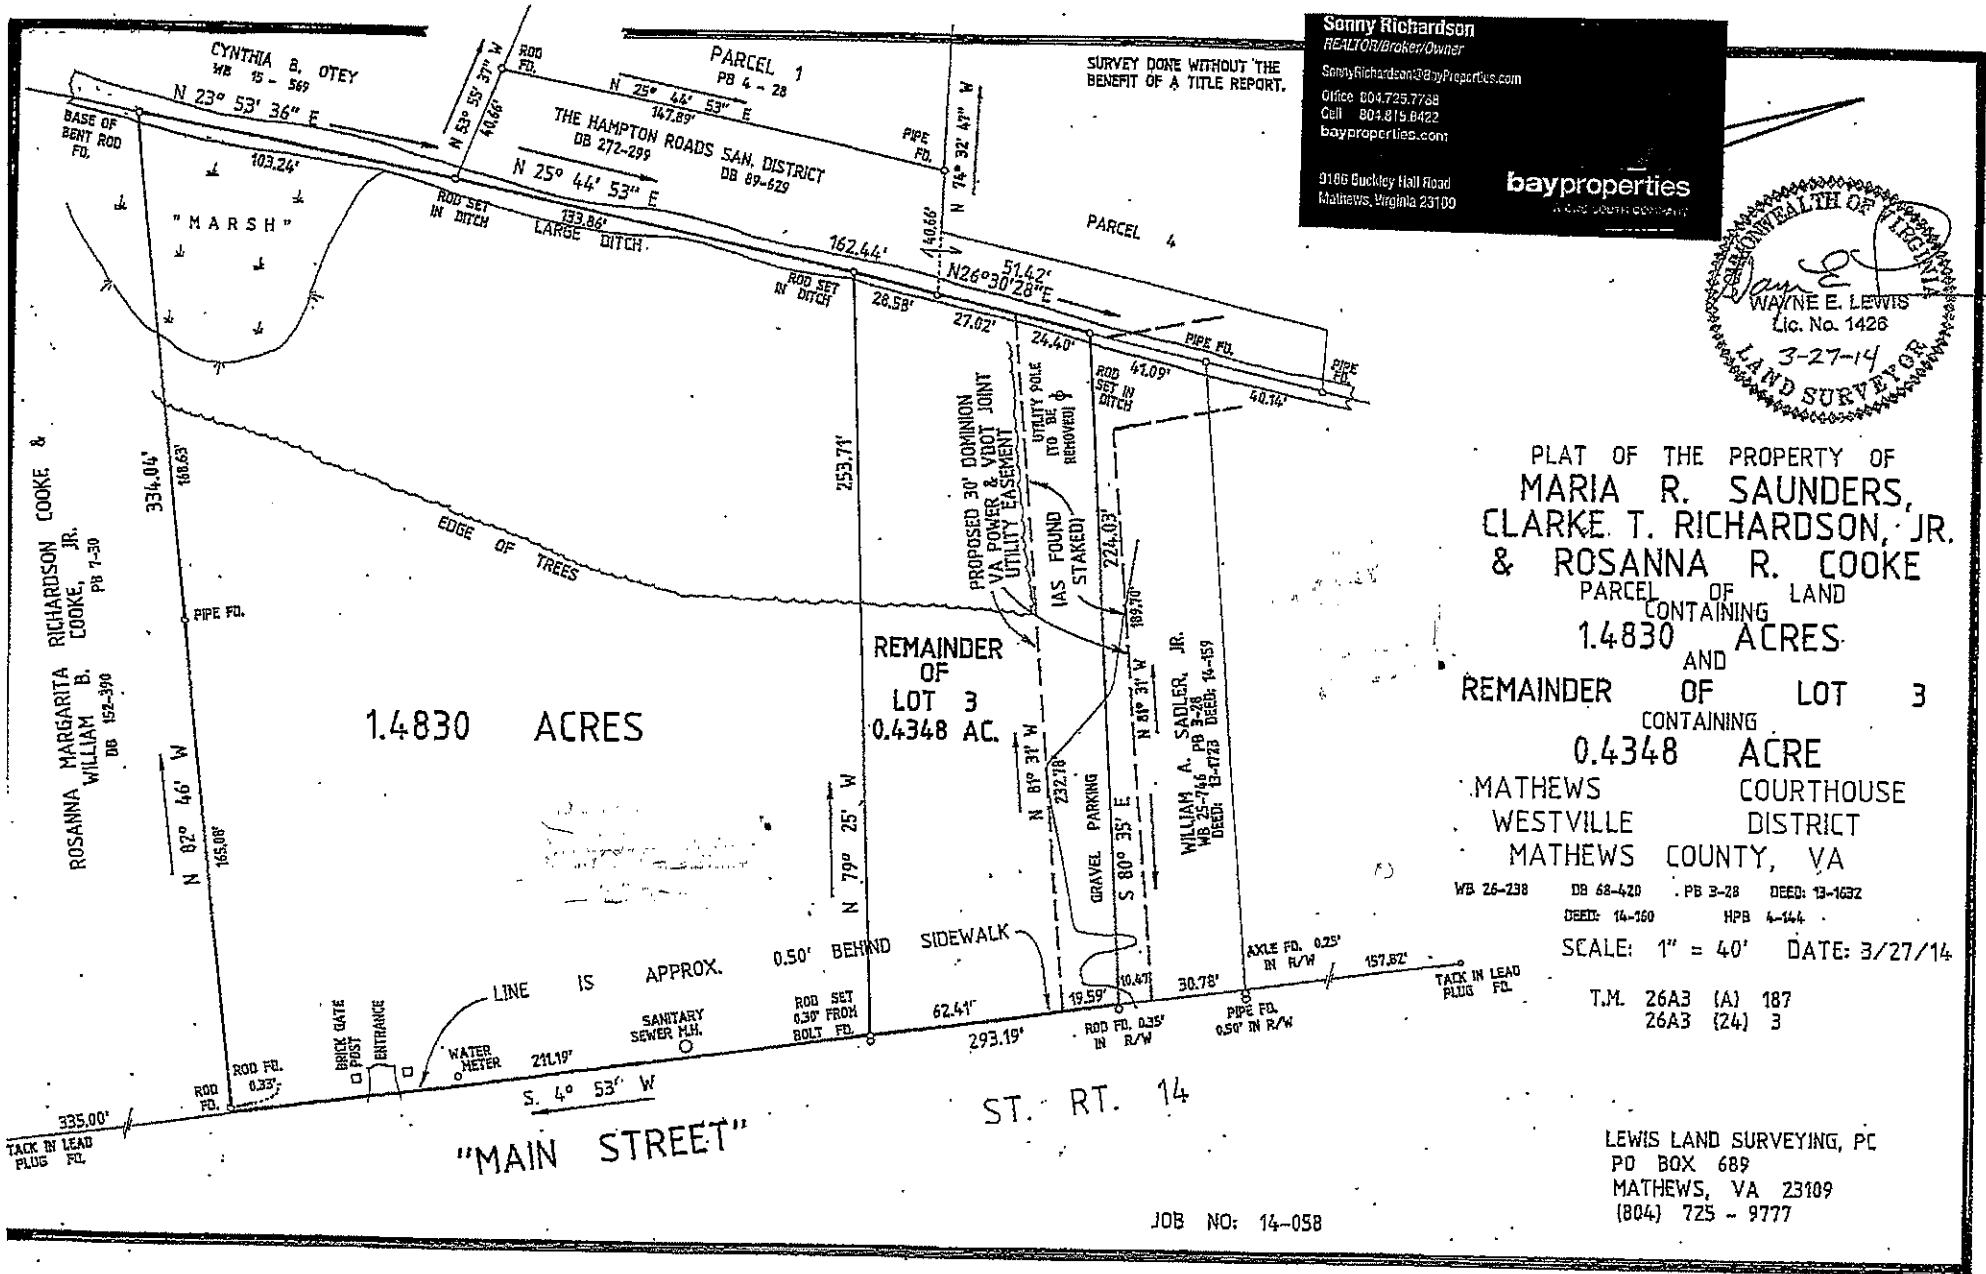 CYNTHIA B. OTEY
WB 15 - 569
N 23° 53' 36" E
BASE OF
BENT ROD
FD.
103.24'
"MARSH"
N 53° 55' 37" W
40.66'
ROD
FD.
PARCEL 1
PB 4 - 28
N 25° 44' 53" E
147.89'
THE HAMPTON ROADS SAN. DISTRICT
DB 272-299
DB 89-629
N 25° 44' 53" E
PIPE
FD.
N 74° 32' 47" W
40.66'
ROD SET
IN DITCH
133.86'
LARGE DITCH
162.44'
ROD SET
IN DITCH
28.58'
27.02'
24.40'
51.42'
N26°30'28"E
PARCEL 4
SURVEY DONE WITHOUT THE
BENEFIT OF A TITLE REPORT.
PIPE FD.
ROD
SET IN
DITCH
41.09'
40.14'
PIPE
FD.
Sonny Richardson
REALTOR/Broker/Owner
SonnyRichardson@BayProperties.com
Office 804.725.7788
Cell 804.815.8422
bayproperties.com
9186 Buckley Hall Road
Mathews, Virginia 23109
bayproperties
COMMONWEALTH OF VIRGINIA
WAYNE E. LEWIS
Lic. No. 1426
3-27-14
LAND SURVEYOR
ROSANNA MARGARITA RICHARDSON COOKE &
WILLIAM B. COOKE, JR.
DB 152-390 PB 7-30
334.04'
168.63'
PIPE FD.
N 82° 46' W
165.08'
EDGE OF TREES
1.4830 ACRES
253.71'
N 79° 25' W
REMAINDER
OF
LOT 3
0.4348 AC.
PROPOSED 30' DOMINION
VA POWER & VDOT JOINT
UTILITY EASEMENT
UTILITY POLE
(TO BE
REMOVED)
(AS FOUND
STAKED)
224.03'
189.70'
N 81° 31' W
232.78'
N 81° 31' W
GRAVEL PARKING
S 80° 35' E
WILLIAM A. SADLER, JR.
WB 25-746 PB 3-28
DEED: 13-1723 DEED: 14-159
LINE IS APPROX. 0.50' BEHIND SIDEWALK
ROD
FD.
ROD FD.
0.33'
BRICK GATE
POST
ENTRANCE
WATER
METER
211.19'
SANITARY
SEWER M.H.
ROD SET
0.30' FROM
BOLT FD.
62.41'
293.19'
19.59'
10.47'
30.78'
ROD FD. 0.35'
IN R/W
PIPE FD.
0.50' IN R/W
AXLE FD. 0.25'
IN R/W
157.82'
TACK IN LEAD
PLUG FD.
335.00'
TACK IN LEAD
PLUG FD.
S. 4° 53' W
"MAIN STREET"
ST. RT. 14
PLAT OF THE PROPERTY OF
MARIA R. SAUNDERS,
CLARKE T. RICHARDSON, JR.
& ROSANNA R. COOKE
PARCEL OF LAND
CONTAINING
1.4830 ACRES
AND
REMAINDER OF LOT 3
CONTAINING
0.4348 ACRE
MATHEWS COURTHOUSE
WESTVILLE DISTRICT
MATHEWS COUNTY, VA
WB 26-238 DB 68-420 PB 3-28 DEED: 13-1632
DEED: 14-160 HPB 4-144
SCALE: 1" = 40' DATE: 3/27/14
T.M. 26A3 (A) 187
26A3 (24) 3
LEWIS LAND SURVEYING, PC
PO BOX 689
MATHEWS, VA 23109
(804) 725 - 9777
JOB NO: 14-058